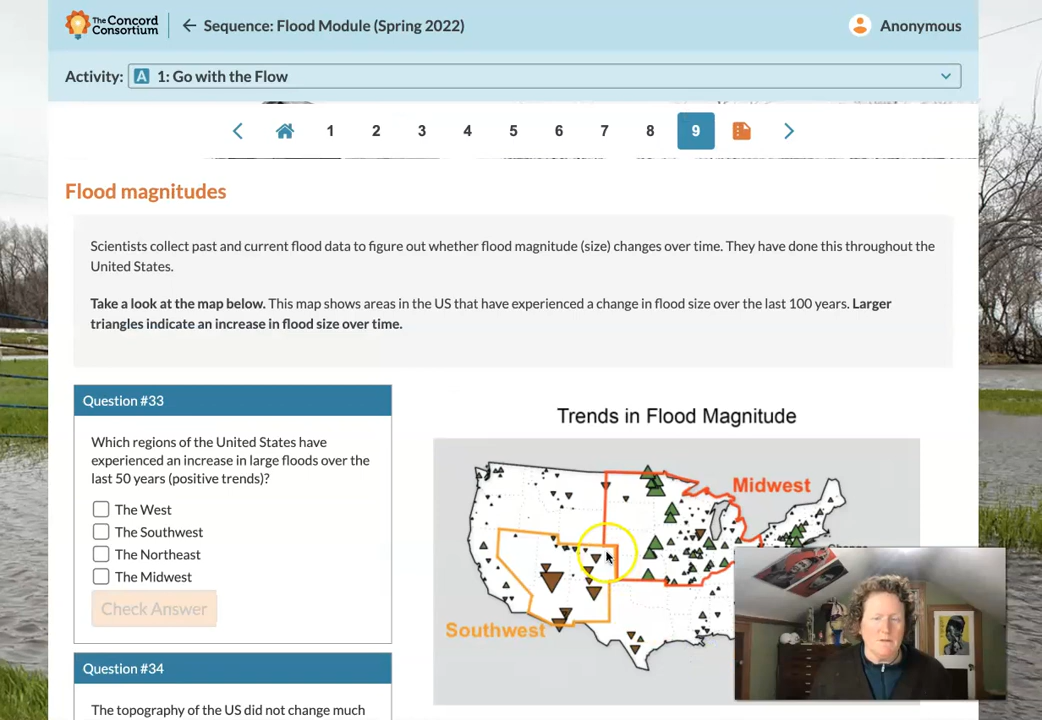 The Concord Consortium
← Sequence: Flood Module (Spring 2022)
Anonymous
Activity: A 1: Go with the Flow
1 2 3 4 5 6 7 8 9
Flood magnitudes
Scientists collect past and current flood data to figure out whether flood magnitude (size) changes over time. They have done this throughout the
United States.
Take a look at the map below. This map shows areas in the US that have experienced a change in flood size over the last 100 years. Larger
triangles indicate an increase in flood size over time.
Question #33
Which regions of the United States have
experienced an increase in large floods over the
last 50 years (positive trends)?
The West
The Southwest
The Northeast
The Midwest
Check Answer
Question #34
The topography of the US did not change much
Trends in Flood Magnitude
Midwest
Southwest